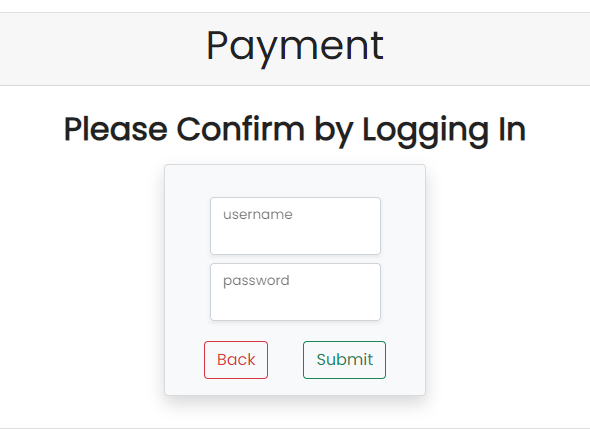 Payment
Please Confirm by Logging In
username
password
Back Submit